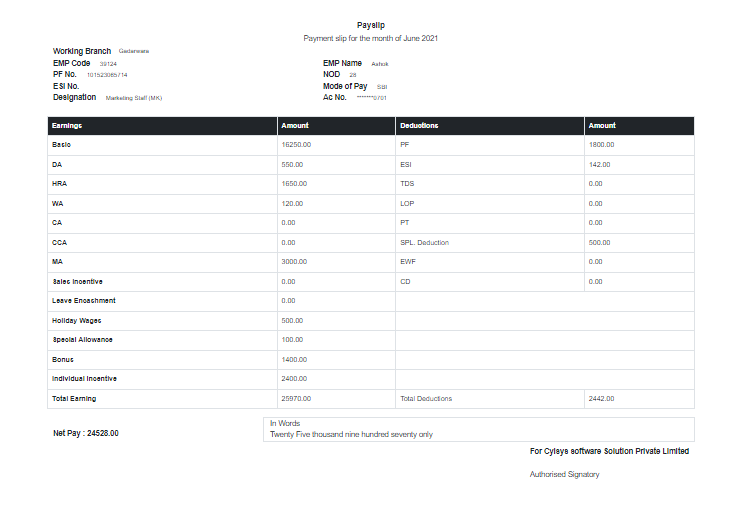 Payslip
Payment slip for the month of June 2021
Working Branch Gadarwara
EMP Code 39124 EMP Name Ashok
PF No. 101523065714 NOD 28
ESI No. Mode of Pay SBI
Designation Marketing Staff (MK) Ac No. *******0701
Earnings Amount Deductions Amount
Basic 16250.00 PF 1800.00
DA 550.00 ESI 142.00
HRA 1650.00 TDS 0.00
WA 120.00 LOP 0.00
CA 0.00 PT 0.00
CCA 0.00 SPL. Deduction 500.00
MA 3000.00 EWF 0.00
Sales Incentive 0.00 CD 0.00
Leave Encashment 0.00
Holiday Wages 500.00
Special Allowance 100.00
Bonus 1400.00
Individual Incentive 2400.00
Total Earning 25970.00 Total Deductions 2442.00
In Words
Net Pay : 24528.00 Twenty Five thousand nine hundred seventy only
For Cylsys software Solution Private Limited
Authorised Signatory